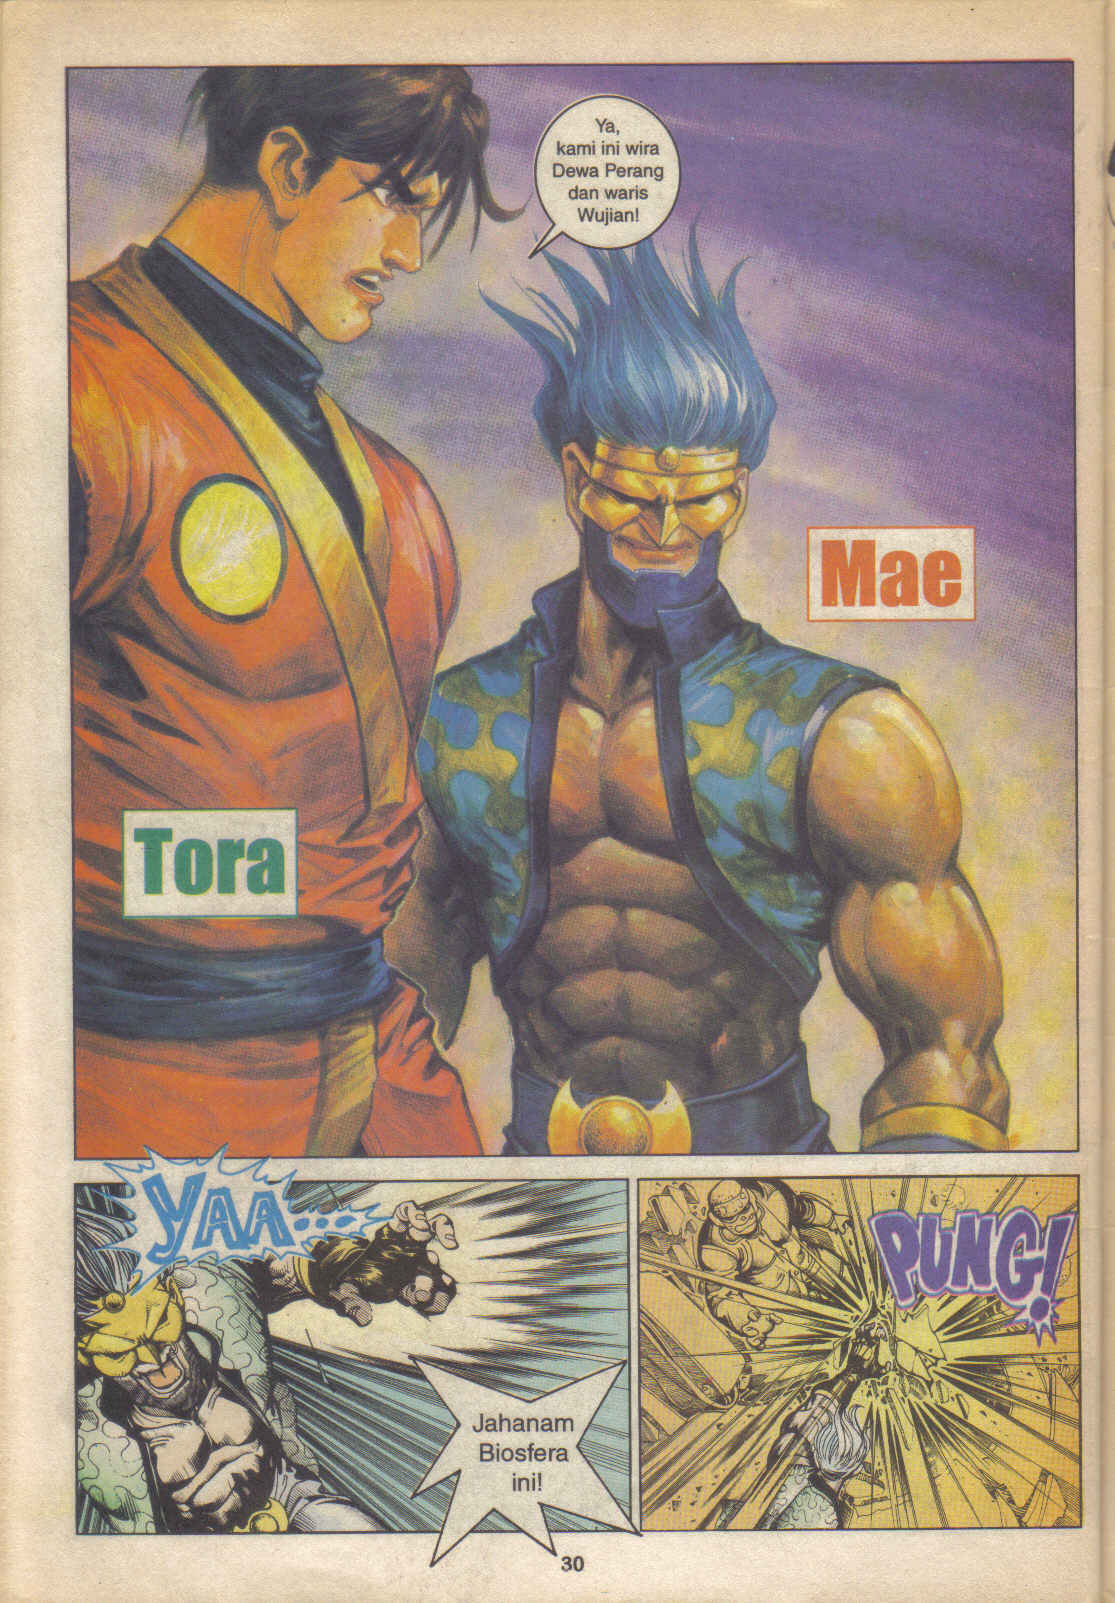 Ya,
kami ini wira
Dewa Perang
dan waris
Wujian!
Mae
Tora
YAA...
PUNG!
Jahanam
Biosfera
ini!
30